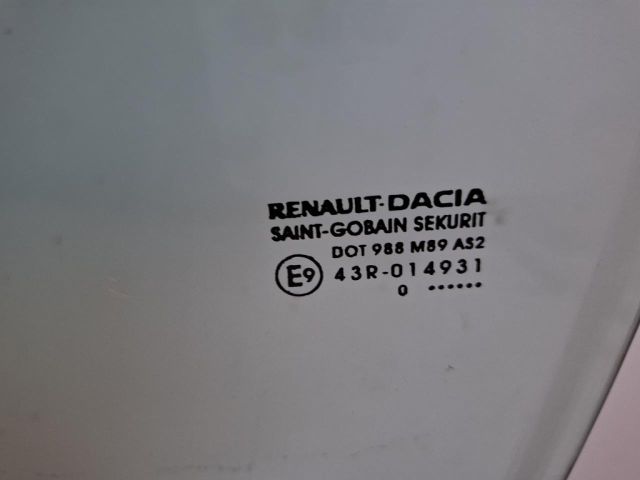 RENAULT-DACIA
SAINT-GOBAIN SEKURIT
DOT 988 M89 AS2
E9 43R-014931
0 ••••••